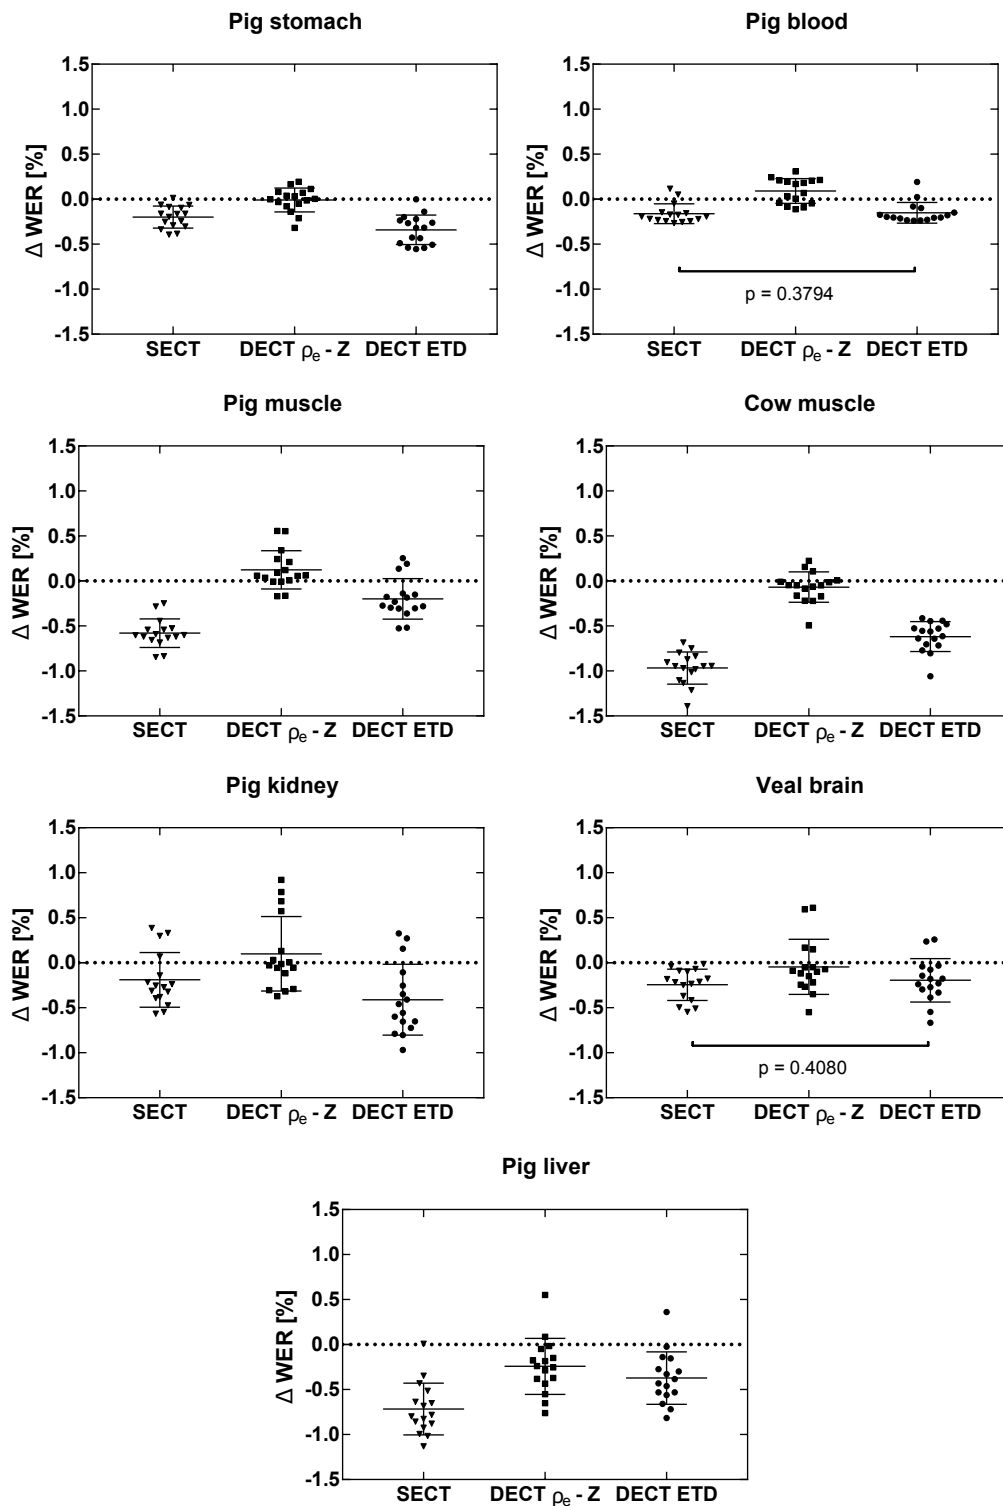 Pig stomach
Δ WER [%]
1.5
1.0
0.5
0.0
-0.5
-1.0
-1.5
SECT DECT ρe - Z DECT ETD
Pig blood
Δ WER [%]
1.5
1.0
0.5
0.0
-0.5
-1.0
-1.5
p = 0.3794
SECT DECT ρe - Z DECT ETD
Pig muscle
Δ WER [%]
1.5
1.0
0.5
0.0
-0.5
-1.0
-1.5
SECT DECT ρe - Z DECT ETD
Cow muscle
Δ WER [%]
1.5
1.0
0.5
0.0
-0.5
-1.0
-1.5
SECT DECT ρe - Z DECT ETD
Pig kidney
Δ WER [%]
1.5
1.0
0.5
0.0
-0.5
-1.0
-1.5
SECT DECT ρe - Z DECT ETD
Veal brain
Δ WER [%]
1.5
1.0
0.5
0.0
-0.5
-1.0
-1.5
p = 0.4080
SECT DECT ρe - Z DECT ETD
Pig liver
Δ WER [%]
1.5
1.0
0.5
0.0
-0.5
-1.0
-1.5
SECT DECT ρe - Z DECT ETD